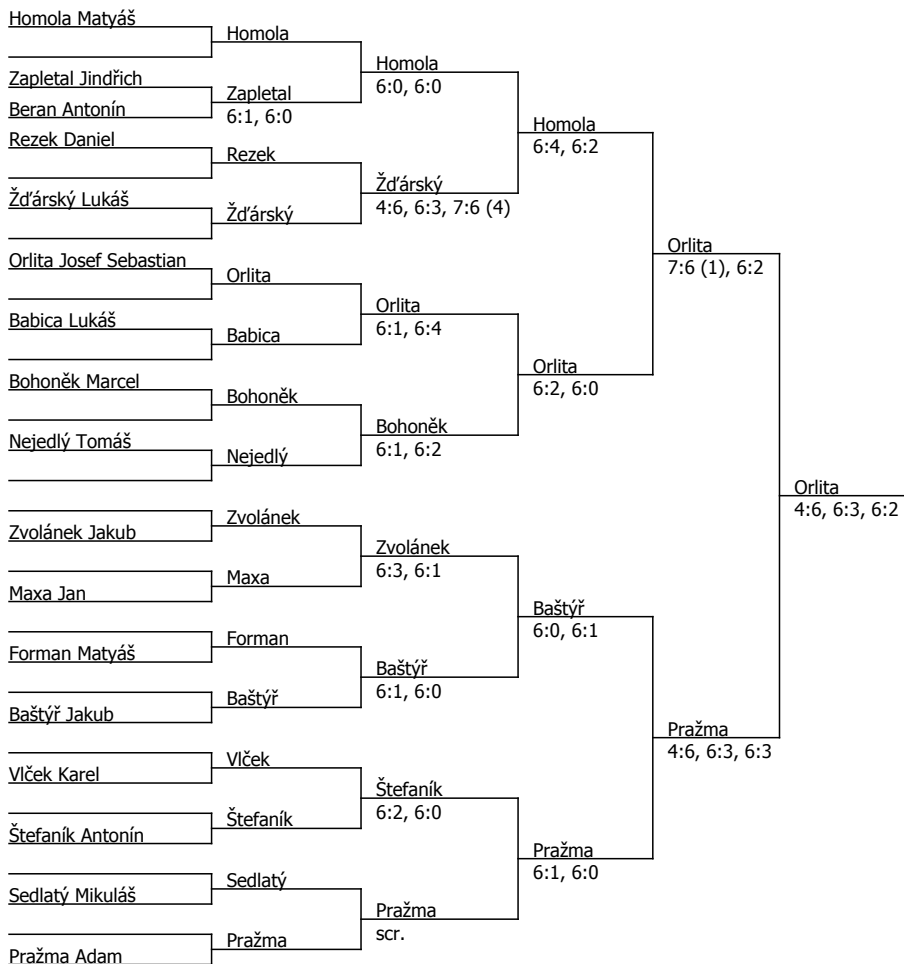 Homola Matyáš
Zapletal Jindřich
Beran Antonín
Rezek Daniel
Žďárský Lukáš
Orlita Josef Sebastian
Babica Lukáš
Bohoněk Marcel
Nejedlý Tomáš
Zvolánek Jakub
Maxa Jan
Forman Matyáš
Baštýř Jakub
Vlček Karel
Štefaník Antonín
Sedlatý Mikuláš
Pražma Adam
Homola
Zapletal
6:1, 6:0
Rezek
Žďárský
Orlita
Babica
Bohoněk
Nejedlý
Zvolánek
Maxa
Forman
Baštýř
Vlček
Štefaník
Sedlatý
Pražma
Homola
6:0, 6:0
Žďárský
4:6, 6:3, 7:6 (4)
Orlita
6:1, 6:4
Bohoněk
6:1, 6:2
Zvolánek
6:3, 6:1
Baštýř
6:1, 6:0
Štefaník
6:2, 6:0
Pražma
scr.
Homola
6:4, 6:2
Orlita
6:2, 6:0
Baštýř
6:0, 6:1
Pražma
6:1, 6:0
Orlita
7:6 (1), 6:2
Pražma
4:6, 6:3, 6:3
Orlita
4:6, 6:3, 6:2